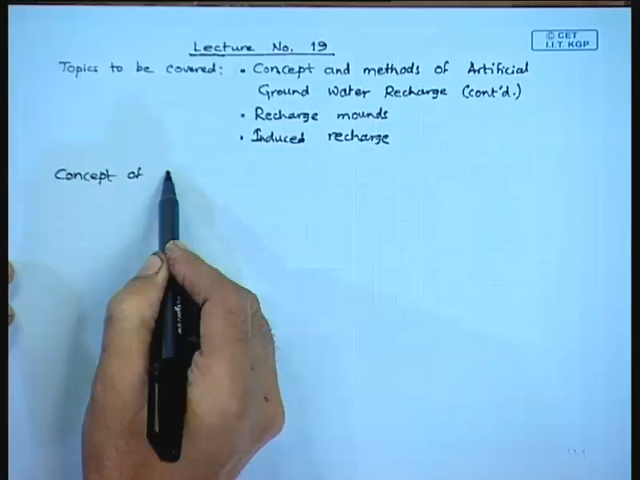 © CET
I.I.T. KGP
Lecture No. 19
Topics to be covered: • Concept and methods of Artificial
Ground Water Recharge (cont'd.)
• Recharge mounds
• Induced recharge
Concept of